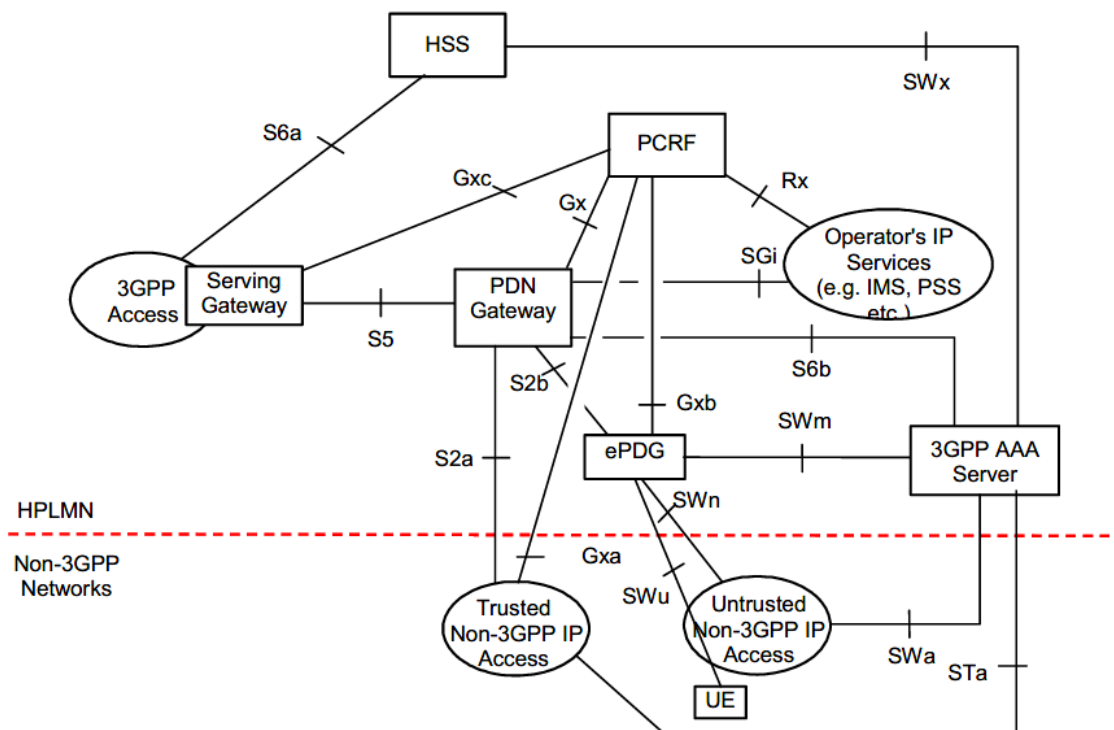 HSS
SWx
S6a
PCRF
Gxc
Rx
Gx
Operator's IP
Services
(e.g. IMS, PSS
etc.)
SGi
3GPP
Access
Serving
Gateway
PDN
Gateway
S5
S2b
S6b
Gxb
SWm
S2a
ePDG
3GPP AAA
Server
SWn
HPLMN
Non-3GPP
Networks
Gxa
SWu
Trusted
Non-3GPP IP
Access
Untrusted
Non-3GPP IP
Access
SWa
STa
UE